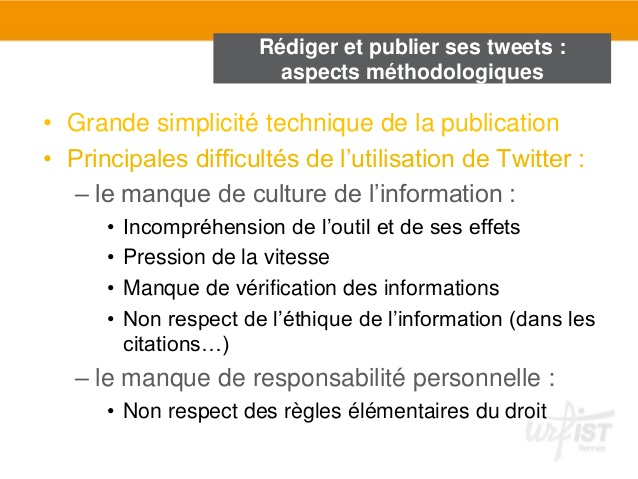 Rédiger et publier ses tweets :
aspects méthodologiques
• Grande simplicité technique de la publication
• Principales difficultés de l’utilisation de Twitter :
– le manque de culture de l’information :
• Incompréhension de l’outil et de ses effets
• Pression de la vitesse
• Manque de vérification des informations
• Non respect de l’éthique de l’information (dans les
citations…)
– le manque de responsabilité personnelle :
• Non respect des règles élémentaires du droit
urfIST
Rennes